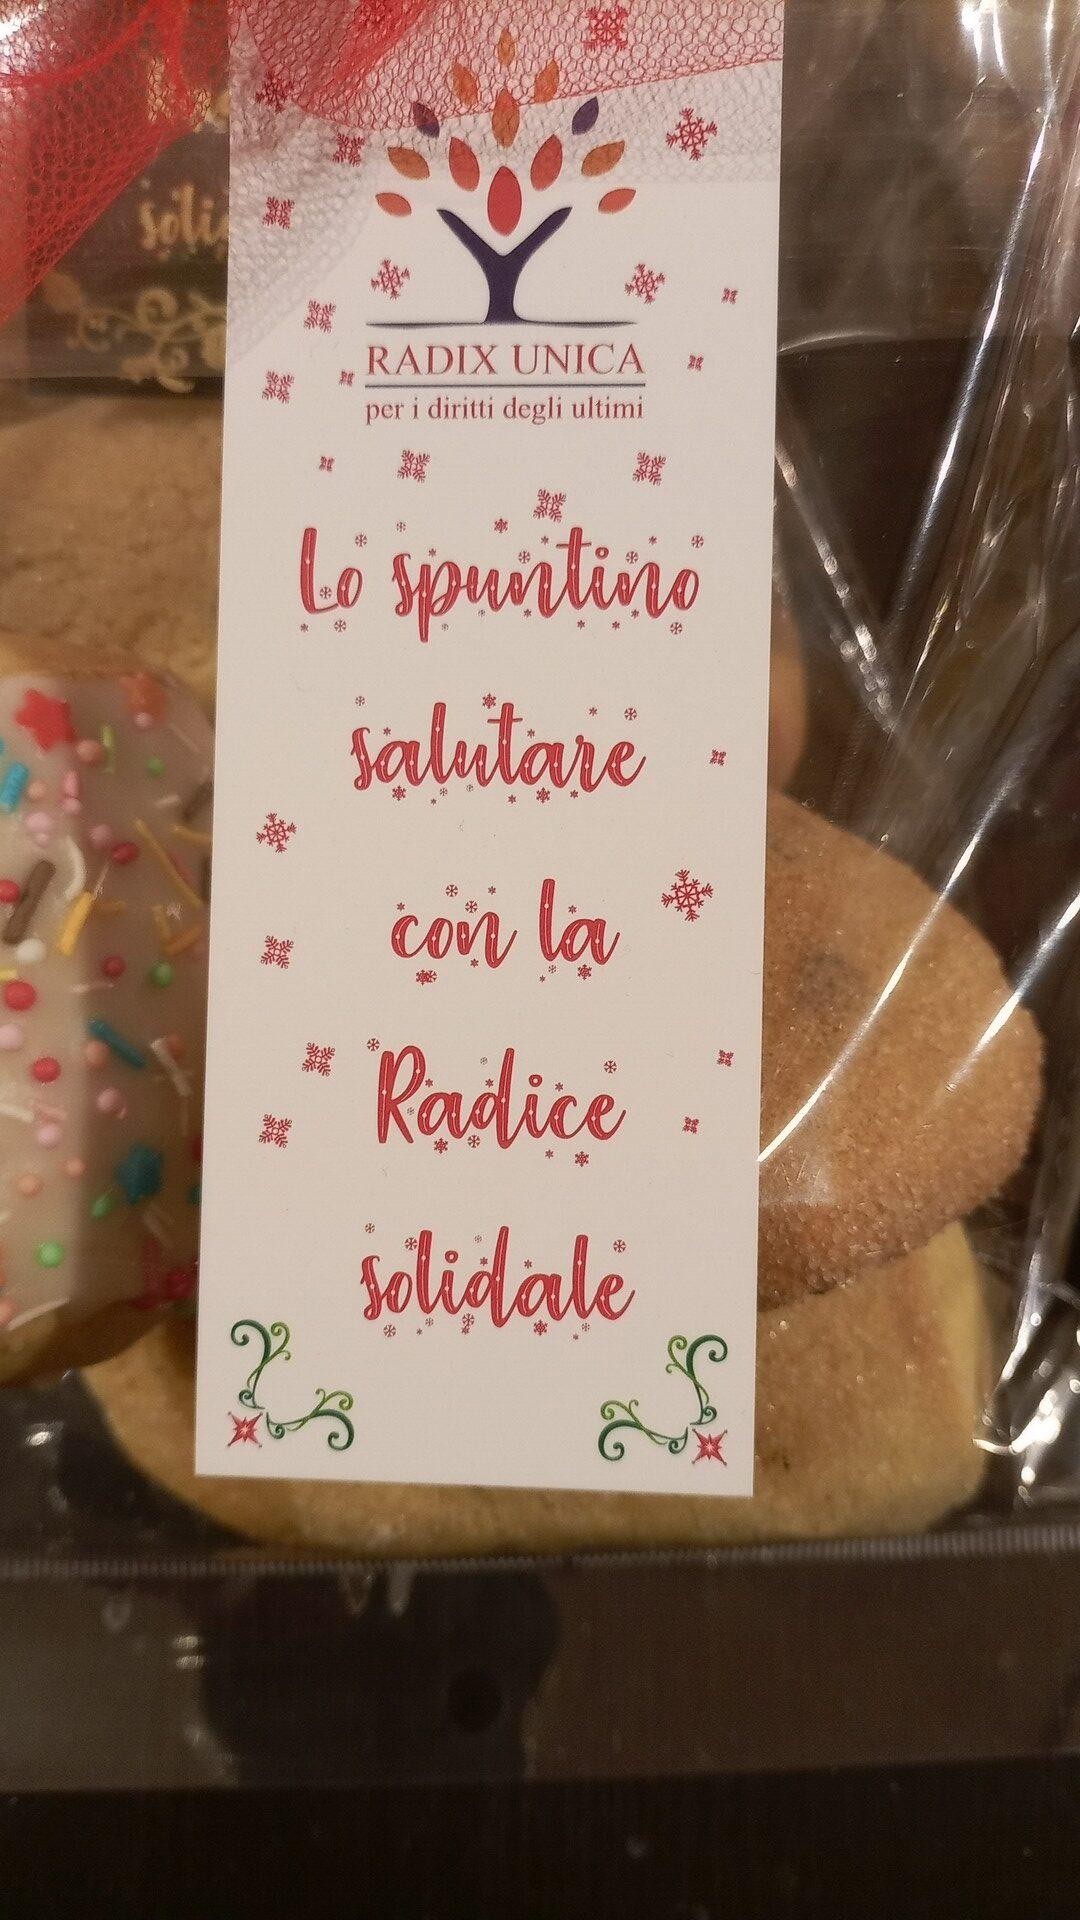 RADIX UNICA
per i diritti degli ultimi
Lo spuntino
salutare
con la
Radice
solidale